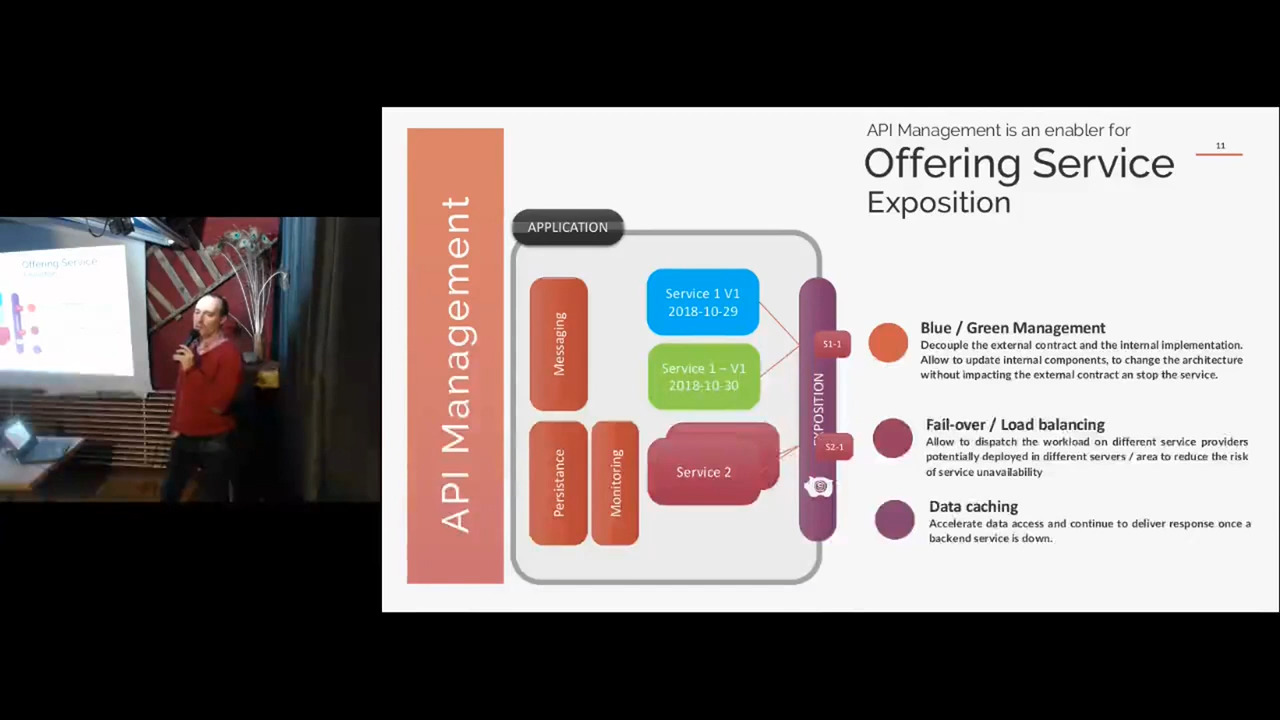 API Management is an enabler for
Offering Service
Exposition
11
API Management
APPLICATION
Messaging
Persistance
Monitoring
Service 1 V1
2018-10-29
Service 1 – V1
2018-10-30
Service 2
S1-1
EXPOSITION
S2-1
Blue / Green Management
Decouple the external contract and the internal implementation.
Allow to update internal components, to change the architecture
without impacting the external contract an stop the service.
Fail-over / Load balancing
Allow to dispatch the workload on different service providers
potentially deployed in different servers / area to reduce the risk
of service unavailability
Data caching
Accelerate data access and continue to deliver response once a
backend service is down.
Offering Service